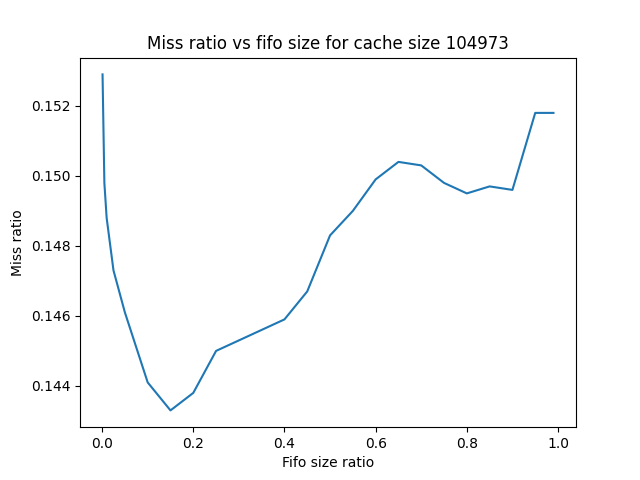 Miss ratio vs fifo size for cache size 104973
0.152
0.150
0.148
0.146
0.144
Miss ratio
0.0 0.2 0.4 0.6 0.8 1.0
Fifo size ratio